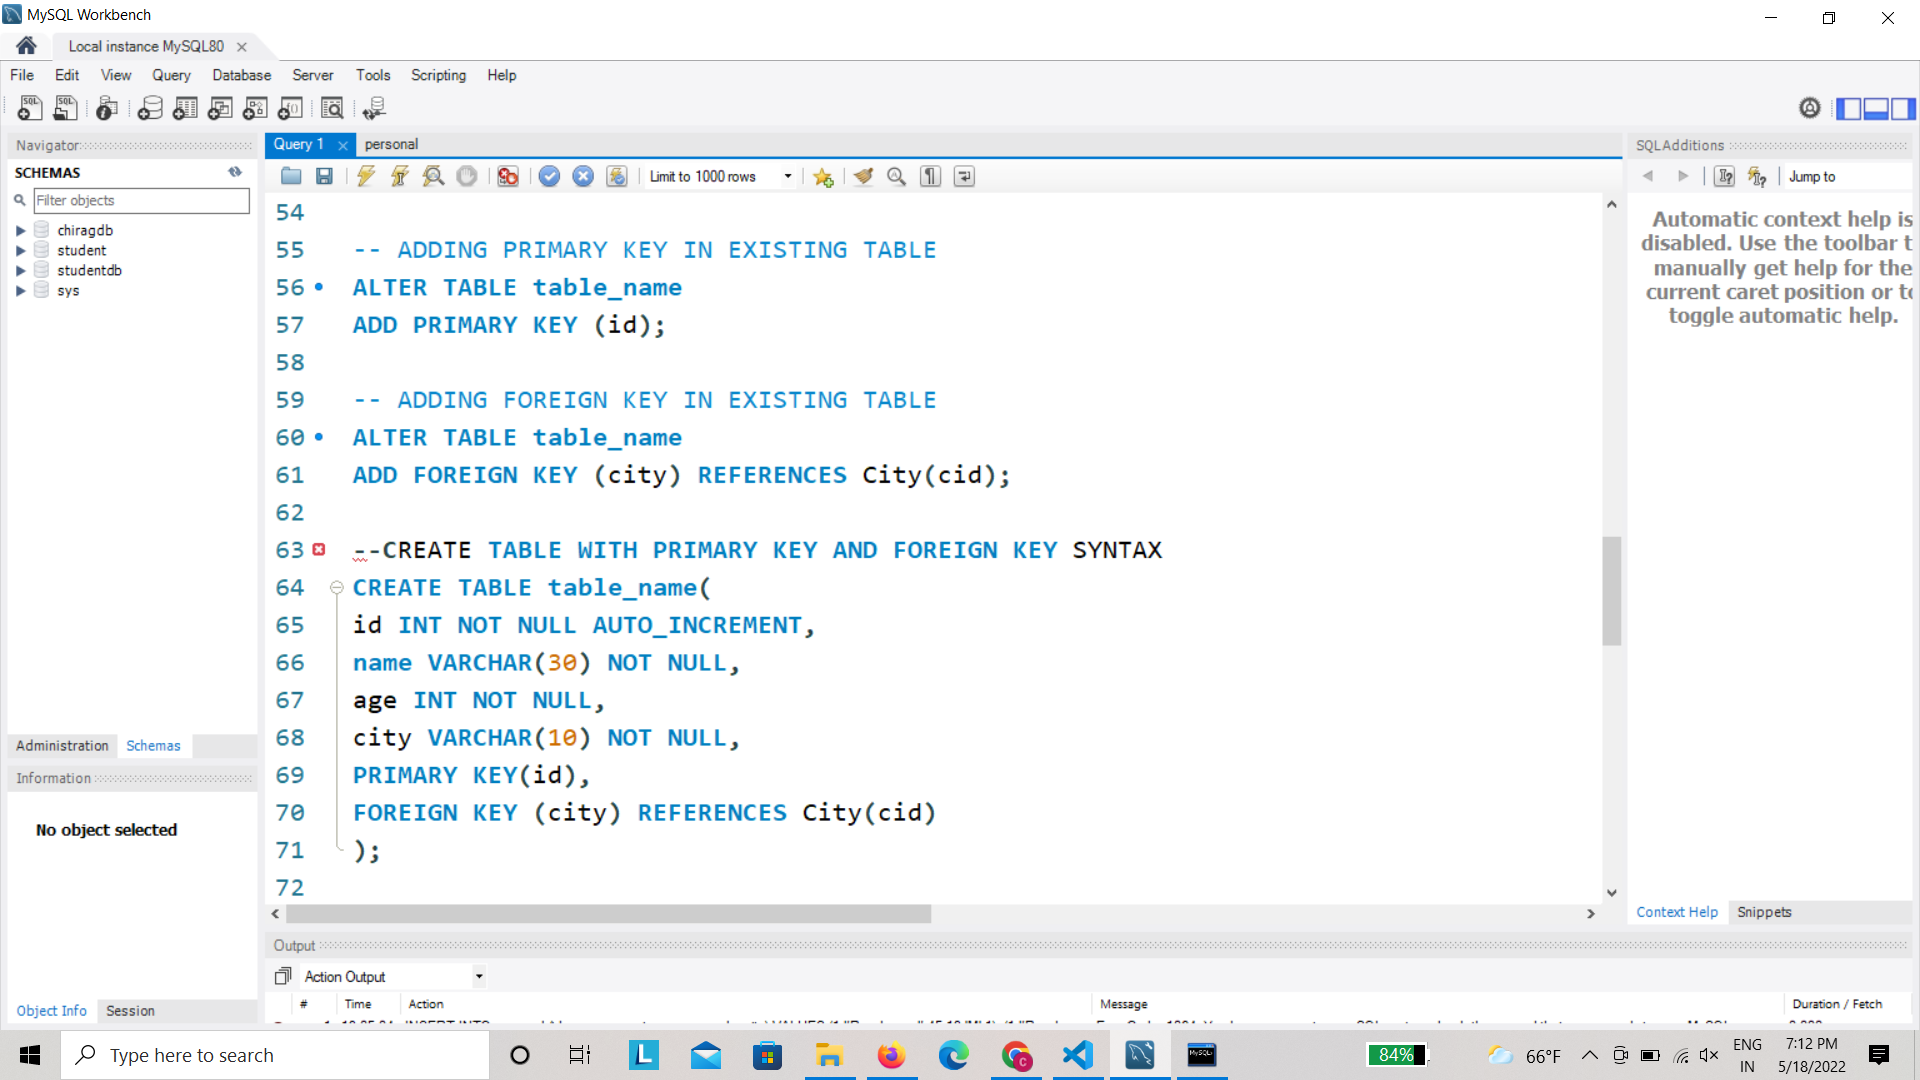 MySQL Workbench
Local instance MySQL80
File Edit View Query Database Server Tools Scripting Help
Navigator
SCHEMAS
Filter objects
chiragdb
student
studentdb
sys
Administration Schemas
Information
No object selected
Object Info Session
Query 1 personal
Limit to 1000 rows
54
55 -- ADDING PRIMARY KEY IN EXISTING TABLE
56 ALTER TABLE table_name
57 ADD PRIMARY KEY (id);
58
59 -- ADDING FOREIGN KEY IN EXISTING TABLE
60 ALTER TABLE table_name
61 ADD FOREIGN KEY (city) REFERENCES City(cid);
62
63 --CREATE TABLE WITH PRIMARY KEY AND FOREIGN KEY SYNTAX
64 CREATE TABLE table_name(
65 id INT NOT NULL AUTO_INCREMENT,
66 name VARCHAR(30) NOT NULL,
67 age INT NOT NULL,
68 city VARCHAR(10) NOT NULL,
69 PRIMARY KEY(id),
70 FOREIGN KEY (city) REFERENCES City(cid)
71 );
72
SQLAdditions
Jump to
Automatic context help is
disabled. Use the toolbar t
manually get help for the
current caret position or to
toggle automatic help.
Context Help Snippets
Output
Action Output
# Time Action Message Duration / Fetch
Type here to search
84%
66°F
ENG
IN
7:12 PM
5/18/2022